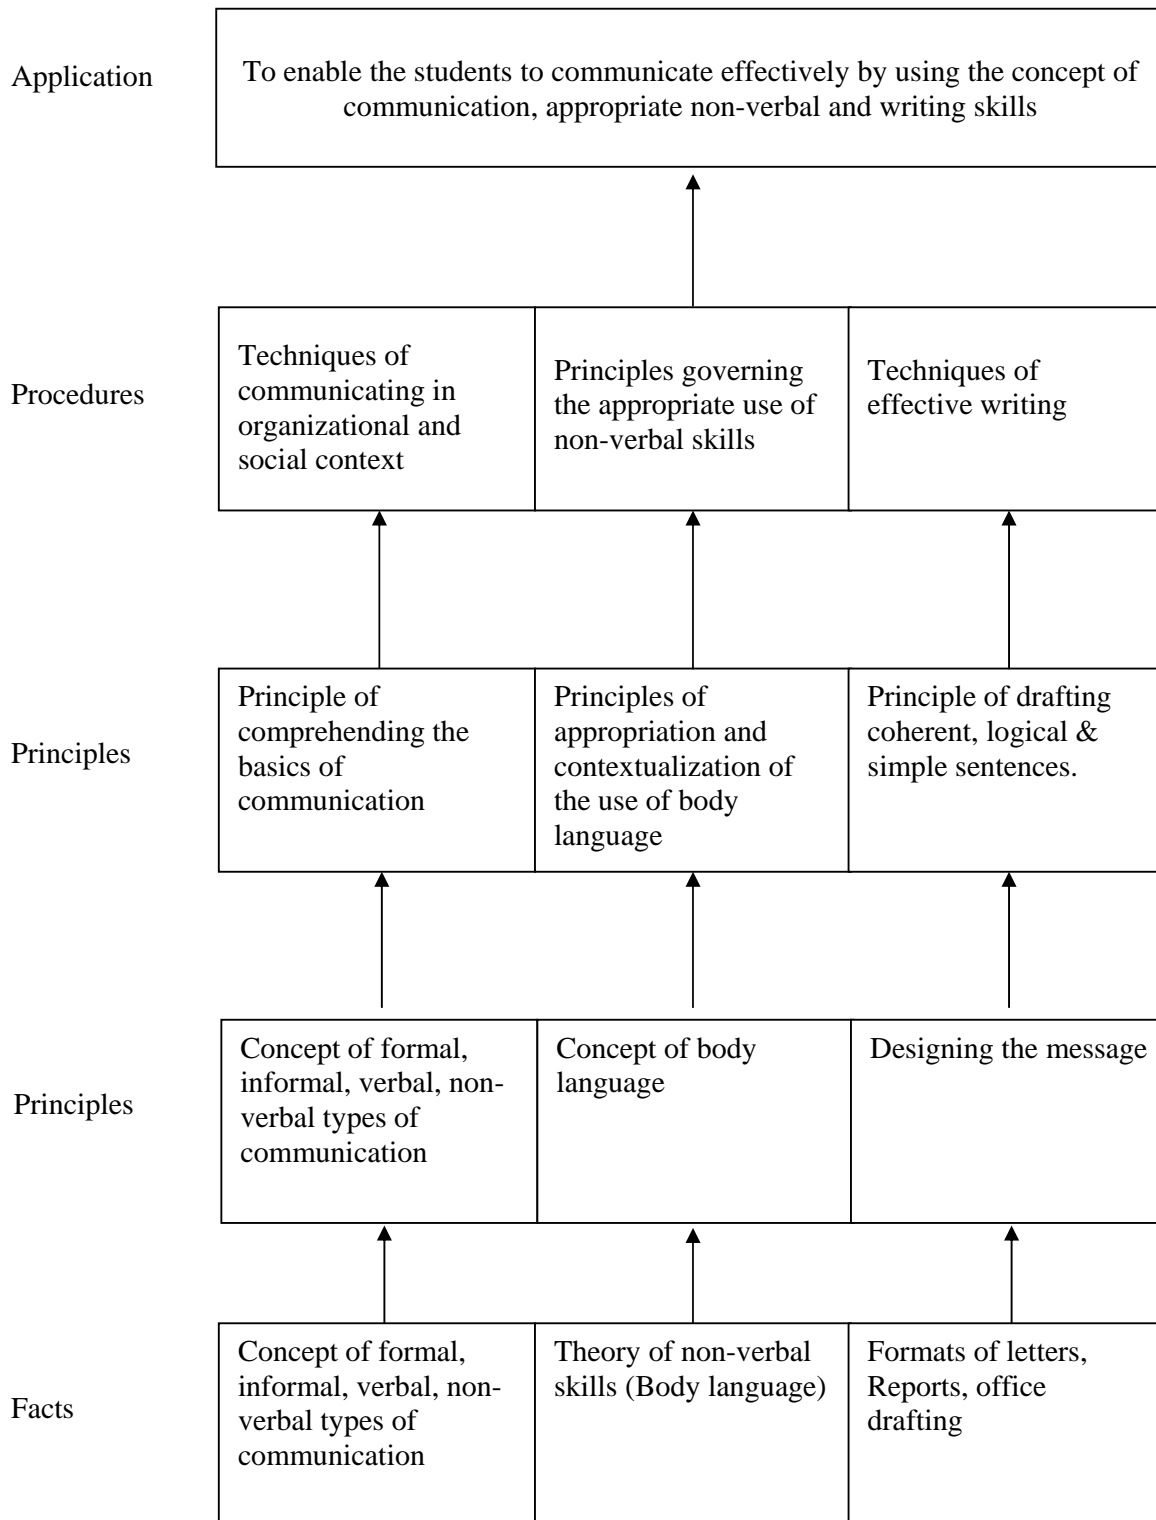 Application
To enable the students to communicate effectively by using the concept of
communication, appropriate non-verbal and writing skills
Procedures
Techniques of
communicating in
organizational and
social context
Principles governing
the appropriate use of
non-verbal skills
Techniques of
effective writing
Principles
Principle of
comprehending the
basics of
communication
Principles of
appropriation and
contextualization of
the use of body
language
Principle of drafting
coherent, logical &
simple sentences.
Principles
Concept of formal,
informal, verbal, non-
verbal types of
communication
Concept of body
language
Designing the message
Facts
Concept of formal,
informal, verbal, non-
verbal types of
communication
Theory of non-verbal
skills (Body language)
Formats of letters,
Reports, office
drafting